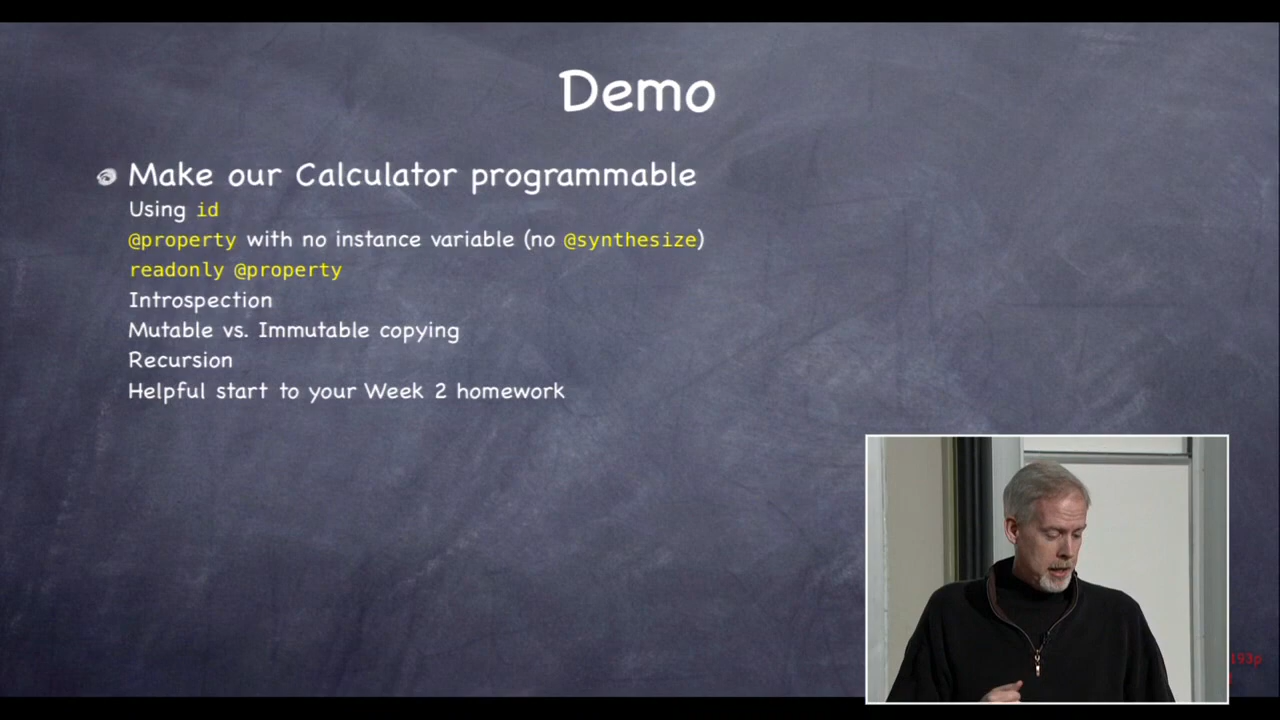 Demo
Make our Calculator programmable
Using id
@property with no instance variable (no @synthesize)
readonly @property
Introspection
Mutable vs. Immutable copying
Recursion
Helpful start to your Week 2 homework
193p